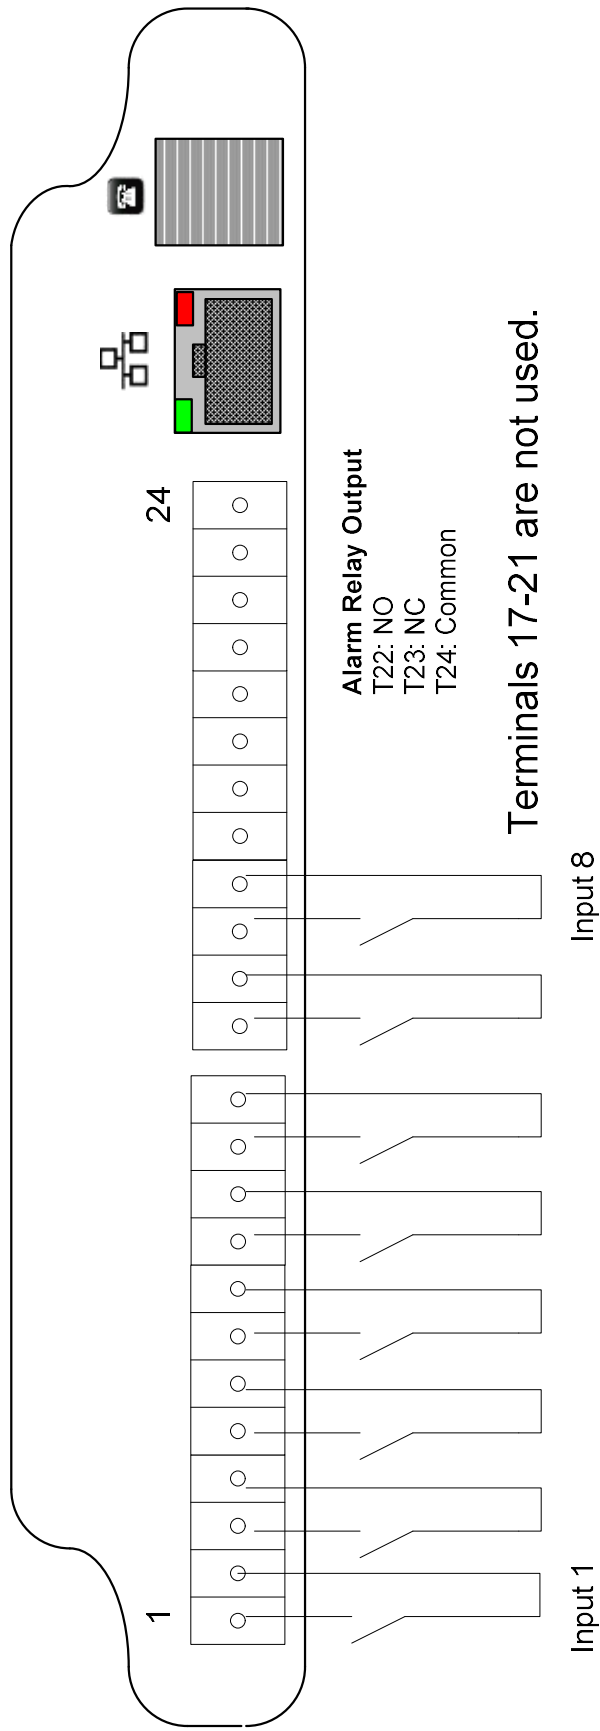 1
24
Alarm Relay Output
T22: NO
T23: NC
T24: Common
Terminals 17-21 are not used.
Input 1
Input 8